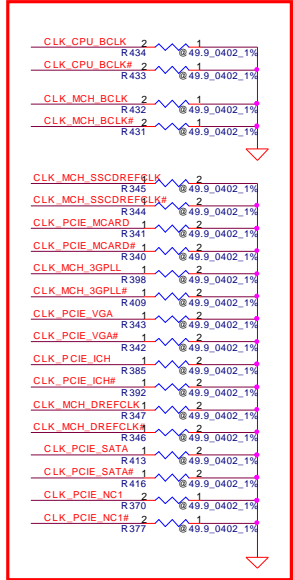 CLK_CPU_BCLK 2 1
R434 @49.9_0402_1%
CLK_CPU_BCLK# 2 1
R433 @49.9_0402_1%
CLK_MCH_BCLK 2 1
R432 @49.9_0402_1%
CLK_MCH_BCLK# 2 1
R431 @49.9_0402_1%
CLK_MCH_SSCDREFCLK 1 2
R345 @49.9_0402_1%
CLK_MCH_SSCDREFCLK# 1 2
R344 @49.9_0402_1%
CLK_PCIE_MCARD 1 2
R341 @49.9_0402_1%
CLK_PCIE_MCARD# 1 2
R340 @49.9_0402_1%
CLK_MCH_3GPLL 1 2
R398 @49.9_0402_1%
CLK_MCH_3GPLL# 1 2
R409 @49.9_0402_1%
CLK_PCIE_VGA 1 2
R343 @49.9_0402_1%
CLK_PCIE_VGA# 1 2
R342 @49.9_0402_1%
CLK_PCIE_ICH 1 2
R385 @49.9_0402_1%
CLK_PCIE_ICH# 1 2
R392 @49.9_0402_1%
CLK_MCH_DREFCLK 1 2
R347 @49.9_0402_1%
CLK_MCH_DREFCLK# 1 2
R346 @49.9_0402_1%
CLK_PCIE_SATA 1 2
R413 @49.9_0402_1%
CLK_PCIE_SATA# 1 2
R416 @49.9_0402_1%
CLK_PCIE_NC1 2 1
R370 @49.9_0402_1%
CLK_PCIE_NC1# 2 1
R377 @49.9_0402_1%